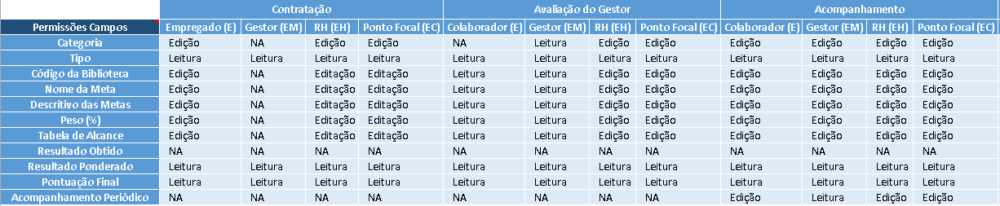 Contratação Avaliação do Gestor Acompanhamento
Permissões Campos Empregado (E) Gestor (EM) RH (EH) Ponto Focal (EC) Colaborador (E) Gestor (EM) RH (EH) Ponto Focal (EC) Colaborador (E) Gestor (EM) RH (EH) Ponto Focal (EC)
Categoria Edição NA Edição Edição NA Leitura Edição Edição Edição Edição Edição Edição
Tipo Leitura Leitura Leitura Leitura Leitura Leitura Leitura Leitura Leitura Leitura Leitura Leitura
Código da Biblioteca Edição NA Editação Editação Leitura Leitura Edição Edição Edição Edição Edição Edição
Nome da Meta Edição NA Editação Editação Leitura Leitura Edição Edição Edição Edição Edição Edição
Descritivo das Metas Edição NA Editação Editação Leitura Leitura Edição Edição Edição Edição Edição Edição
Peso (%) Edição NA Editação Editação Leitura Leitura Edição Edição Edição Edição Edição Edição
Tabela de Alcance Edição NA Editação Editação Leitura Leitura Edição Edição Edição Edição Edição Edição
Resultado Obtido NA NA NA NA NA NA NA NA NA NA NA NA
Resultado Ponderado Leitura Leitura Leitura Leitura Leitura Leitura Leitura Leitura Leitura Leitura Leitura Leitura
Pontuação Final Leitura Leitura Leitura Leitura Leitura Leitura Leitura Leitura Leitura Leitura Leitura Leitura
Acompanhamento Periódico NA NA NA NA NA NA NA NA Edição Leitura Edição Edição